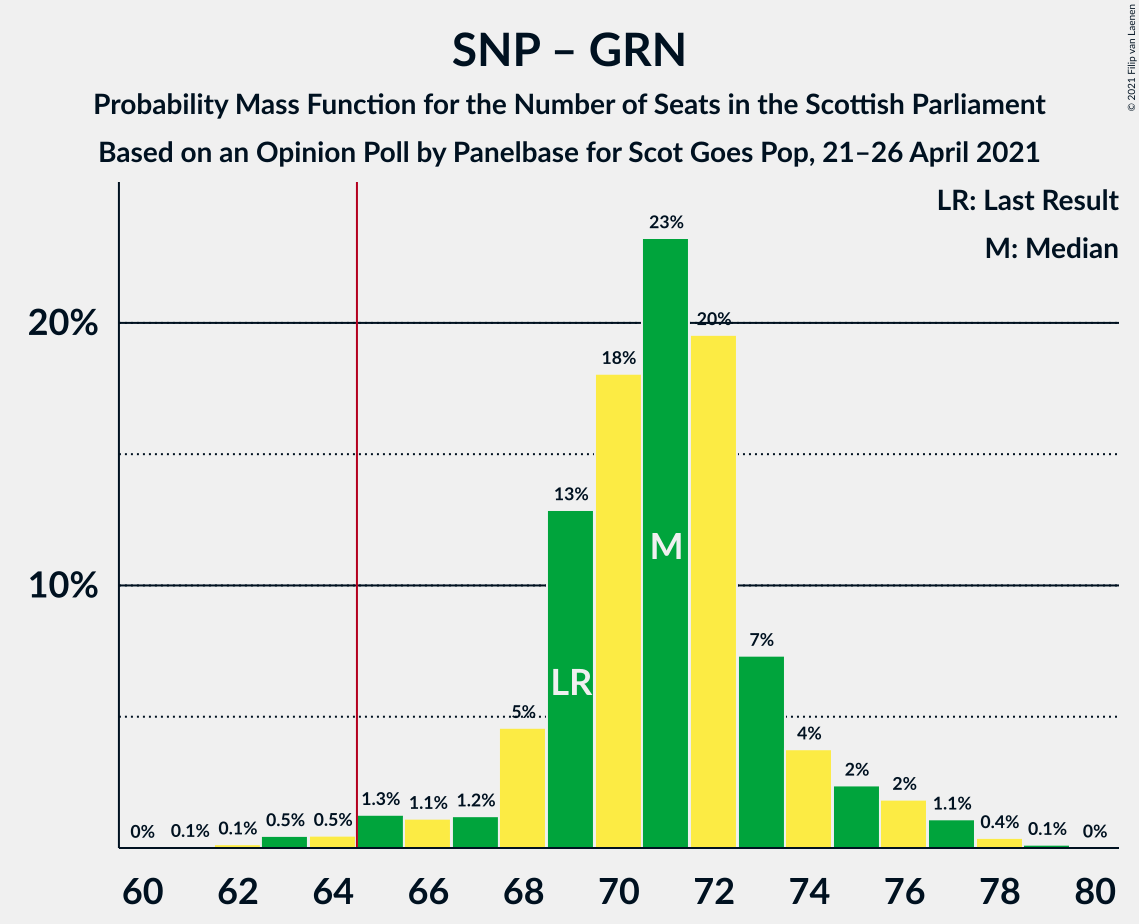 SNP – GRN
Probability Mass Function for the Number of Seats in the Scottish Parliament
Based on an Opinion Poll by Panelbase for Scot Goes Pop, 21–26 April 2021
© 2021 Filip van Laenen
LR: Last Result
M: Median
20%
10%
0%
0.1%
0.1%
0.5%
0.5%
1.3%
1.1%
1.2%
5%
13%
18%
23%
20%
7%
4%
2%
2%
1.1%
0.4%
0.1%
0%
LR
M
60 62 64 66 68 70 72 74 76 78 80